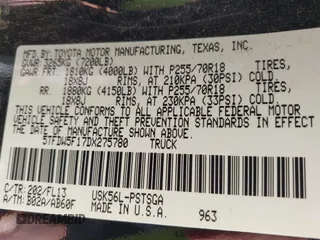 MFD.BY:TOYOTA MOTOR MANUFACTURING, TEXAS, INC.
GVWR 3265KG (7200LB)
GAWR FRT. 1810KG (4000LB) WITH P255/70R18 TIRES,
18X8J RIMS, AT 210KPA (30PSI) COLD.
RR. 1880KG (4150LB) WITH P255/70R18 TIRES,
18X8J RIMS, AT 230KPA (33PSI) COLD.
THIS VEHICLE CONFORMS TO ALL APPLICABLE FEDERAL MOTOR
VEHICLE SAFETY AND THEFT PREVENTION STANDARDS IN EFFECT
ON THE DATE OF MANUFACTURE SHOWN ABOVE.
5TFDW5F17DX275780 TRUCK
C/TR: 202/FL13 USK56L-PSTSGA
A/TM: B02A/AB60F MADE IN U.S.A. 963